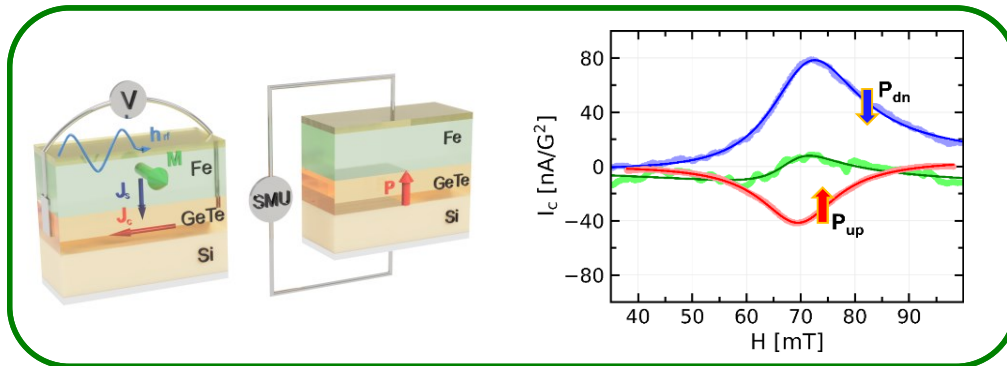 V
h_rf
M
Fe
J_s
J_c
GeTe
Si
SMU
Fe
P
GeTe
Si
I_c [nA/G²]
80
40
0
−40
−80
P_dn
P_up
40 50 60 70 80 90
H [mT]